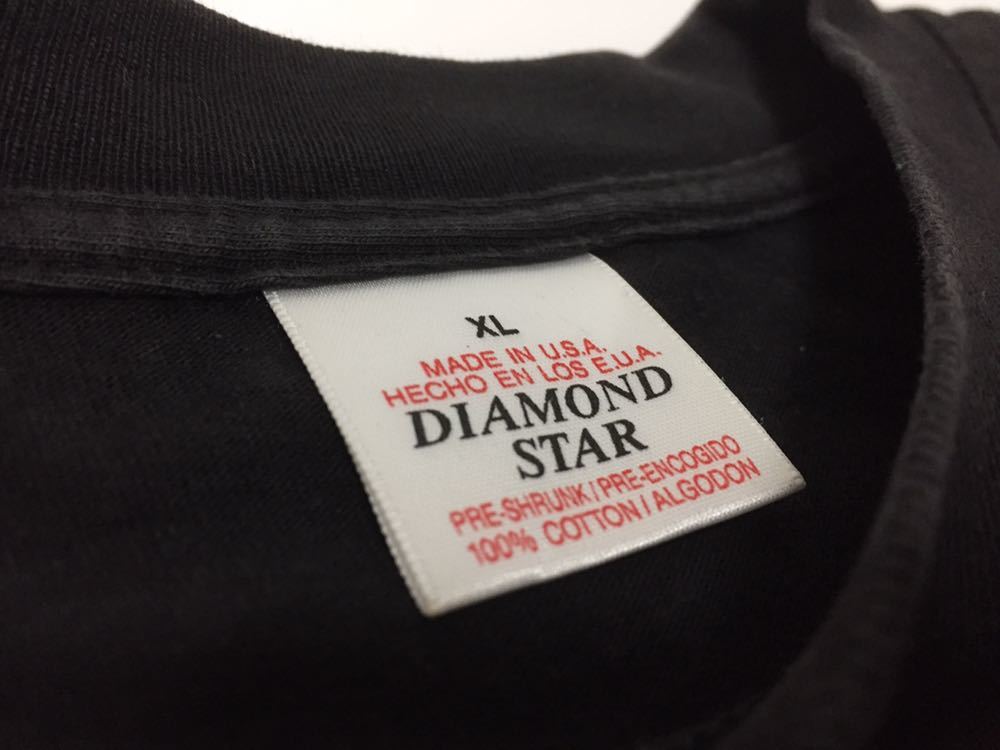 XL
MADE IN U.S.A.
HECHO EN LOS E.U.A.
DIAMOND
STAR
PRE-SHRUNK/PRE-ENCOGIDO
100% COTTON/ALGODON